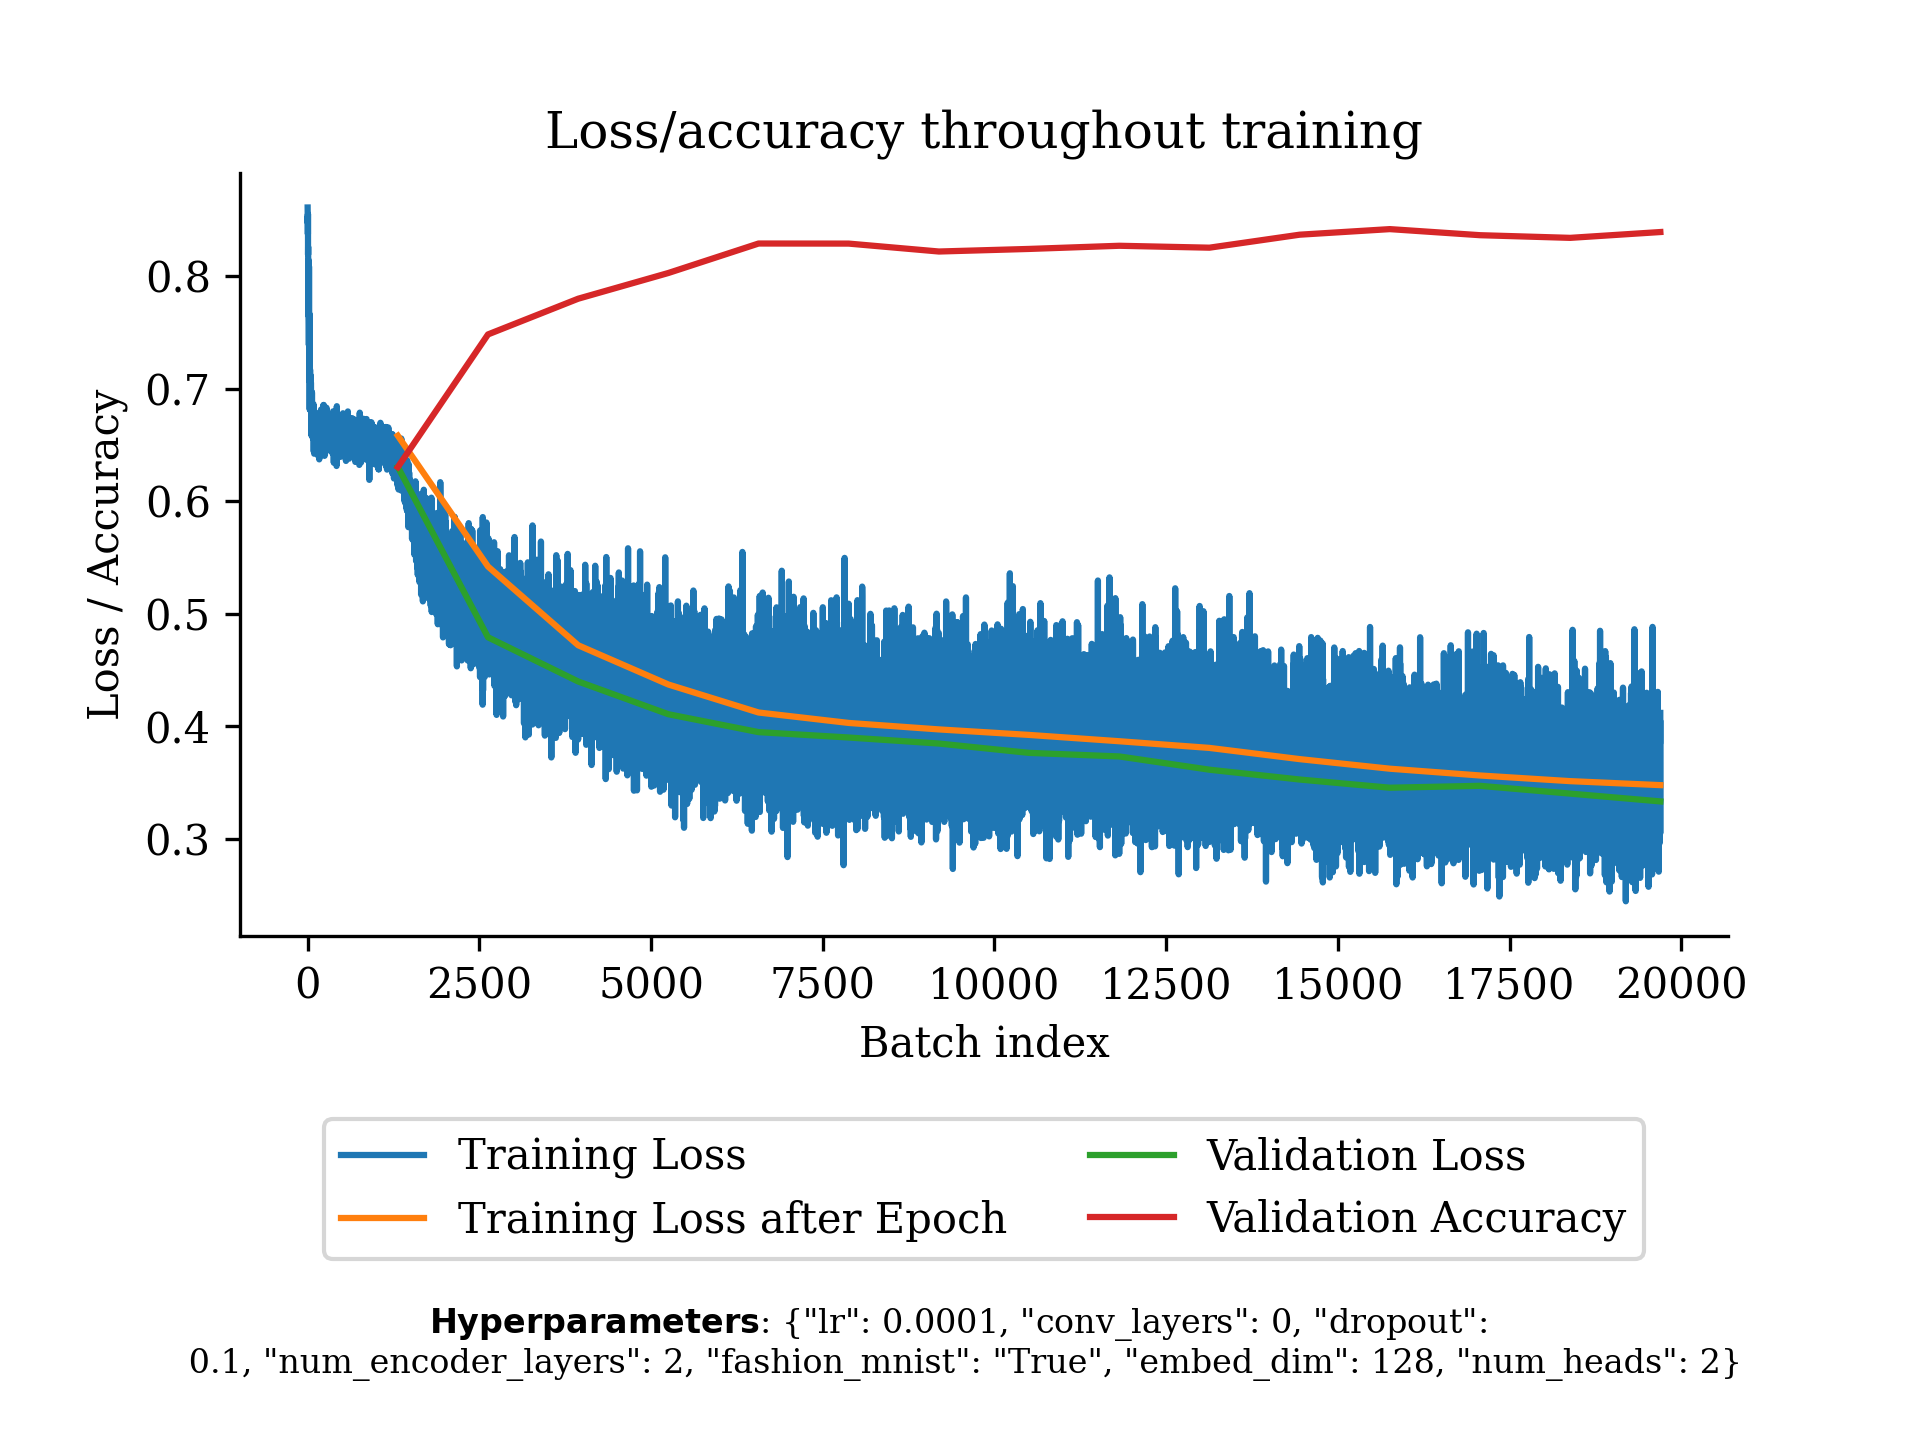 Loss/accuracy throughout training
Loss / Accuracy
0.8
0.7
0.6
0.5
0.4
0.3
0 2500 5000 7500 10000 12500 15000 17500 20000
Batch index
Training Loss
Training Loss after Epoch
Validation Loss
Validation Accuracy
Hyperparameters: {"lr": 0.0001, "conv_layers": 0, "dropout":
0.1, "num_encoder_layers": 2, "fashion_mnist": "True", "embed_dim": 128, "num_heads": 2}